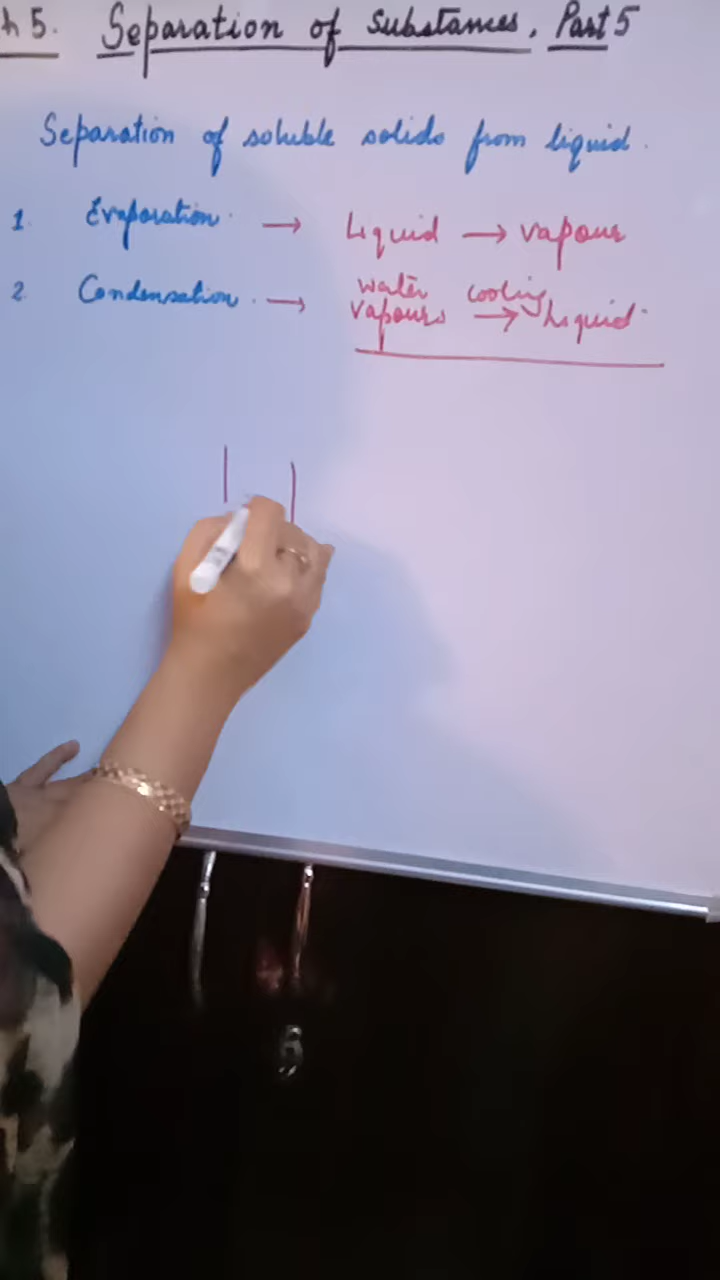 h 5. Separation of Substances. Part 5
Separation of soluble solids from liquid.
1. Evaporation. → Liquid → vapour
2. Condensation. → water vapours cooling → Liquid.